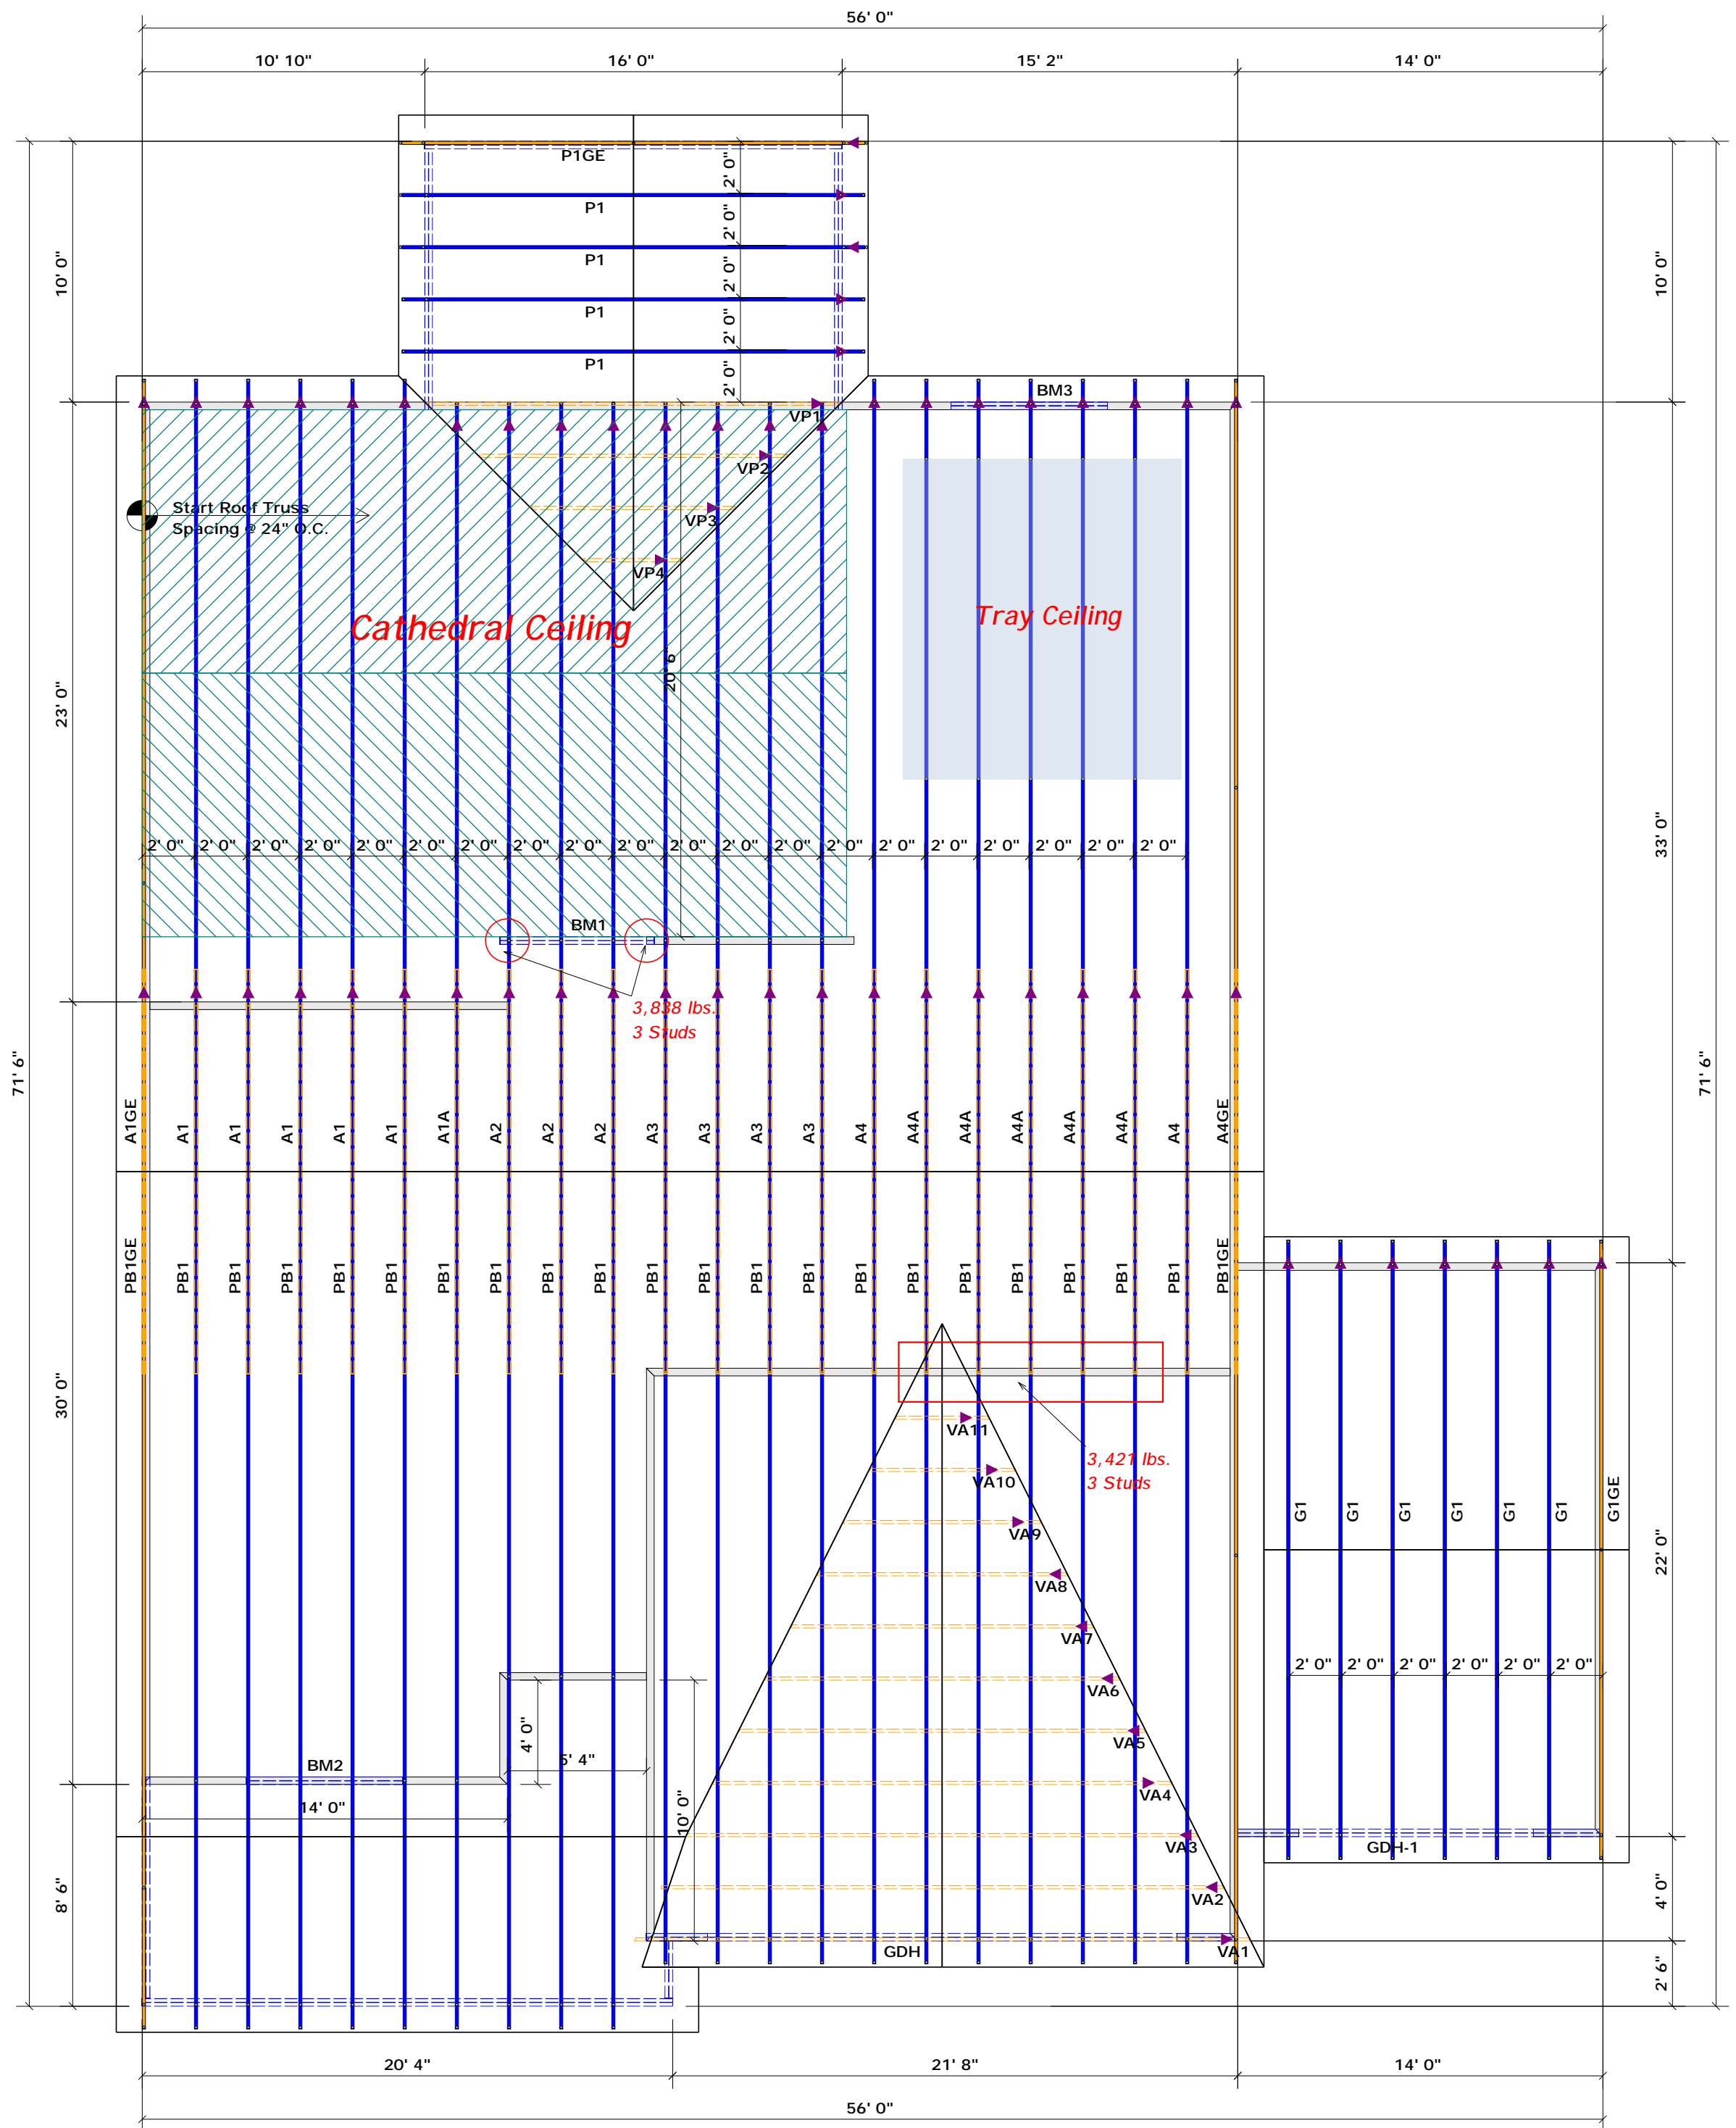 56' 0"
10' 10" 16' 0" 15' 2" 14' 0"
P1GE
2' 0"
P1
2' 0"
P1
2' 0"
P1
2' 0"
P1
2' 0"
10' 0"
10' 0"
BM3
VP1
VP2
VP3
VP4
Start Roof Truss
Spacing @ 24" O.C.
Cathedral Ceiling
Tray Ceiling
20' 6"
23' 0"
33' 0"
2' 0" 2' 0" 2' 0" 2' 0" 2' 0" 2' 0" 2' 0" 2' 0" 2' 0" 2' 0" 2' 0" 2' 0" 2' 0" 2' 0" 2' 0" 2' 0" 2' 0" 2' 0" 2' 0" 2' 0"
BM1
3,838 lbs.
3 Studs
71' 6"
71' 6"
A1GE A1 A1 A1 A1 A1 A1A A2 A2 A2 A3 A3 A3 A3 A4 A4A A4A A4A A4A A4A A4 A4GE
PB1GE PB1 PB1 PB1 PB1 PB1 PB1 PB1 PB1 PB1 PB1 PB1 PB1 PB1 PB1 PB1 PB1 PB1 PB1 PB1 PB1 PB1GE
30' 0"
VA11
3,421 lbs.
3 Studs
VA10
VA9
VA8
VA7
VA6
VA5
VA4
VA3
VA2
VA1
G1 G1 G1 G1 G1 G1 G1GE
22' 0"
2' 0" 2' 0" 2' 0" 2' 0" 2' 0" 2' 0"
4' 0"
5' 4"
BM2
14' 0"
10' 0"
GDH-1
GDH
8' 6"
4' 0"
2' 6"
20' 4" 21' 8" 14' 0"
56' 0"